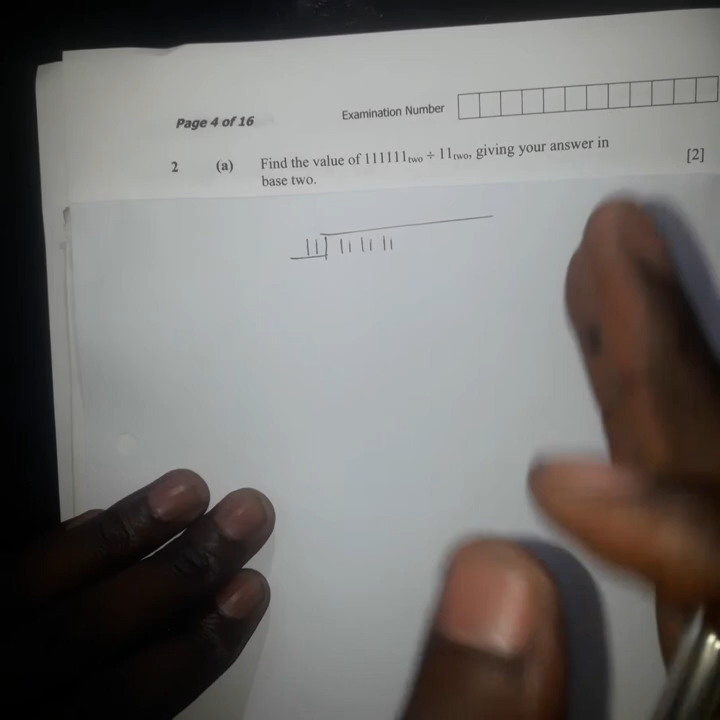 Page 4 of 16
Examination Number
2 (a) Find the value of 111111two ÷ 11two, giving your answer in
base two.
[2]
11) 111111